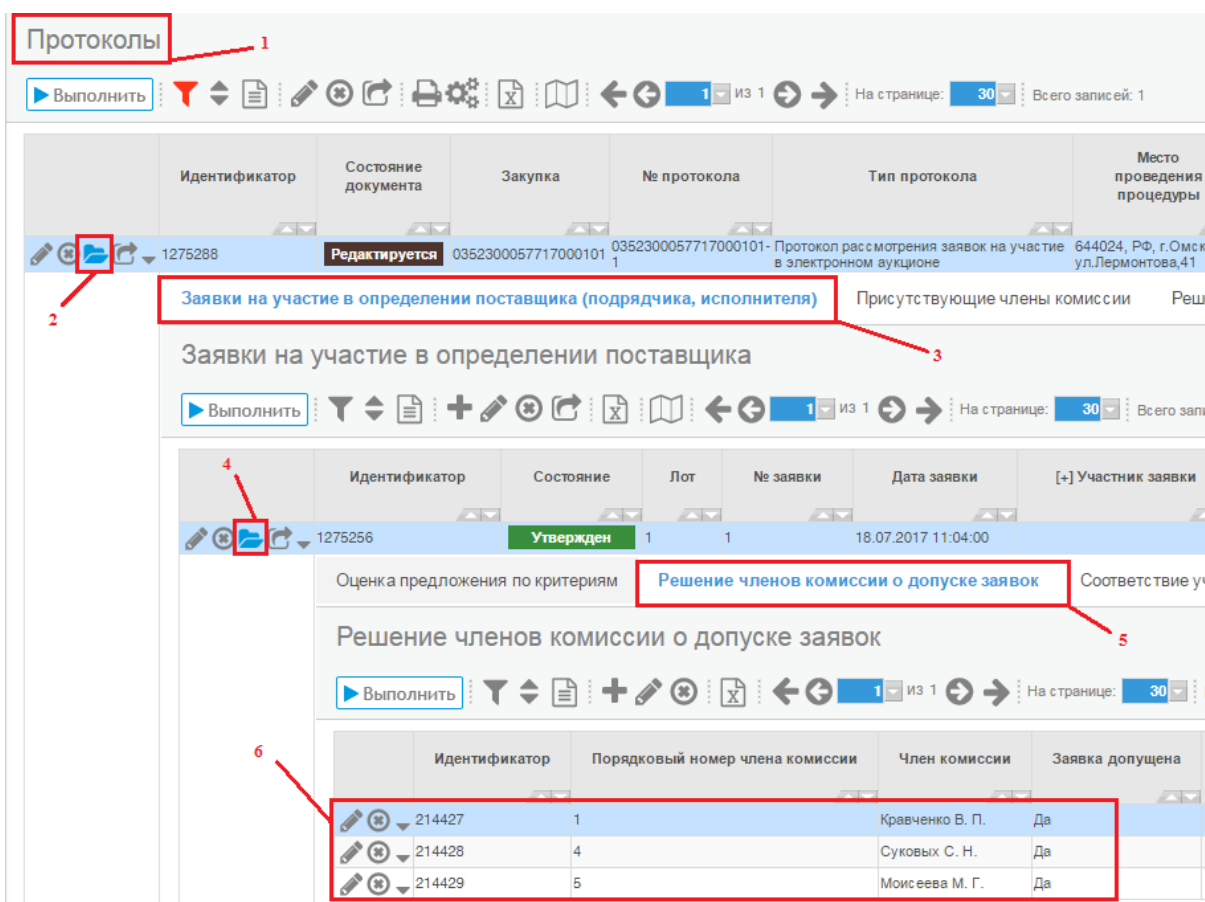 Протоколы
1
Выполнить
1 из 1
На странице: 30
Всего записей: 1
Идентификатор
Состояние
документа
Закупка
№ протокола
Тип протокола
Место
проведения
процедуры
1275288
Редактируется
0352300057717000101
0352300057717000101-
1
Протокол рассмотрения заявок на участие
в электронном аукционе
644024, РФ, г.Омск
ул.Лермонтова,41
2
Заявки на участие в определении поставщика (подрядчика, исполнителя)
Присутствующие члены комиссии
Реш
3
Заявки на участие в определении поставщика
Выполнить
1 из 1
На странице: 30
Всего запи
4
Идентификатор
Состояние
Лот
№ заявки
Дата заявки
[+] Участник заявки
1275256
Утвержден
1
1
18.07.2017 11:04:00
Оценка предложения по критериям
Решение членов комиссии о допуске заявок
Соответствие уч
5
Решение членов комиссии о допуске заявок
Выполнить
1 из 1
На странице: 30
6
Идентификатор
Порядковый номер члена комиссии
Член комиссии
Заявка допущена
214427
1
Кравченко В. П.
Да
214428
4
Суковых С. Н.
Да
214429
5
Моисеева М. Г.
Да